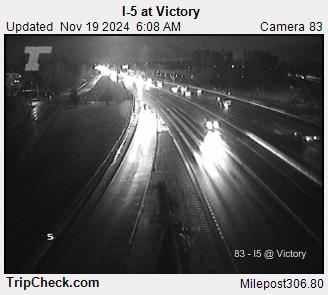 I-5 at Victory
Updated Nov 19 2024 6:08 AM Camera 83
T
S
83 - I5 @ Victory
TripCheck.com Milepost306.80